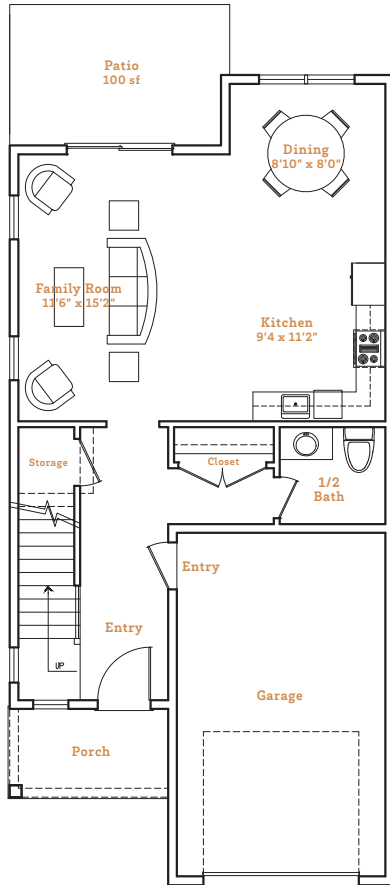 Patio
100 sf
Dining
8'10" x 8'0"
Family Room
11'6" x 15'2"
Kitchen
9'4 x 11'2"
Storage
Closet
1/2
Bath
Entry
Entry
UP
Garage
Porch